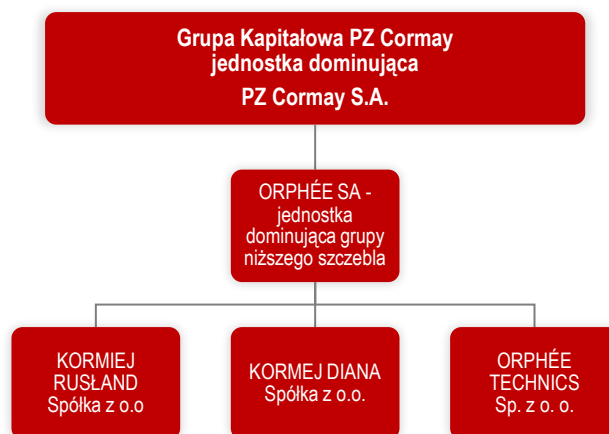 Grupa Kapitałowa PZ Cormay
jednostka dominująca
PZ Cormay S.A.
ORPHÉE SA -
jednostka
dominująca grupy
niższego szczebla
KORMIEJ
RUSŁAND
Spółka z o.o
KORMEJ DIANA
Spółka z o.o.
ORPHÉE
TECHNICS
Sp. z o. o.